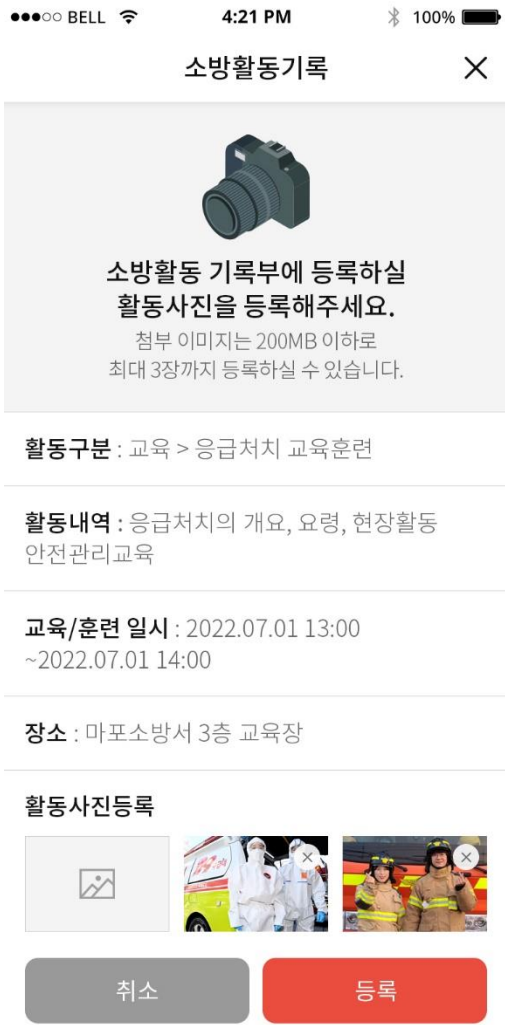 ●●●○○ BELL 4:21 PM 100%
소방활동기록
소방활동 기록부에 등록하실
활동사진을 등록해주세요.
첨부 이미지는 200MB 이하로
최대 3장까지 등록하실 수 있습니다.
활동구분 : 교육 > 응급처치 교육훈련
활동내역 : 응급처치의 개요, 요령, 현장활동
안전관리교육
교육/훈련 일시 : 2022.07.01 13:00
~2022.07.01 14:00
장소 : 마포소방서 3층 교육장
활동사진등록
취소 등록